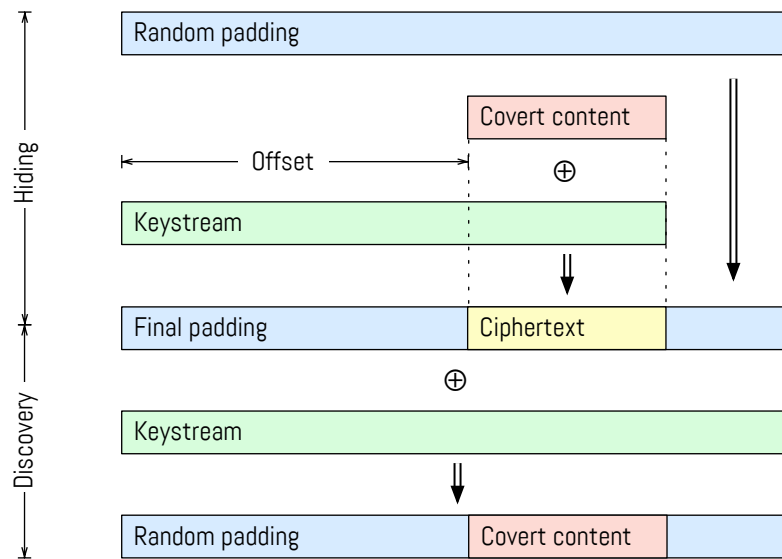 Random padding
Covert content
Offset
Hiding
Keystream
Final padding
Ciphertext
Discovery
Keystream
Random padding
Covert content